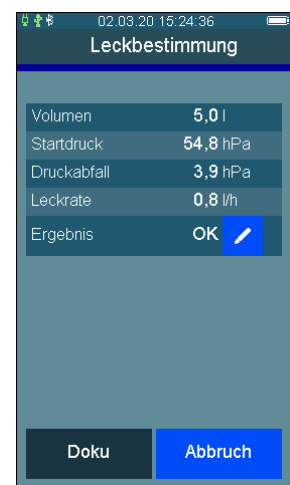 02.03.20 15:24:36
Leckbestimmung
Volumen 5,0 l
Startdruck 54,8 hPa
Druckabfall 3,9 hPa
Leckrate 0,8 l/h
Ergebnis OK
Doku Abbruch